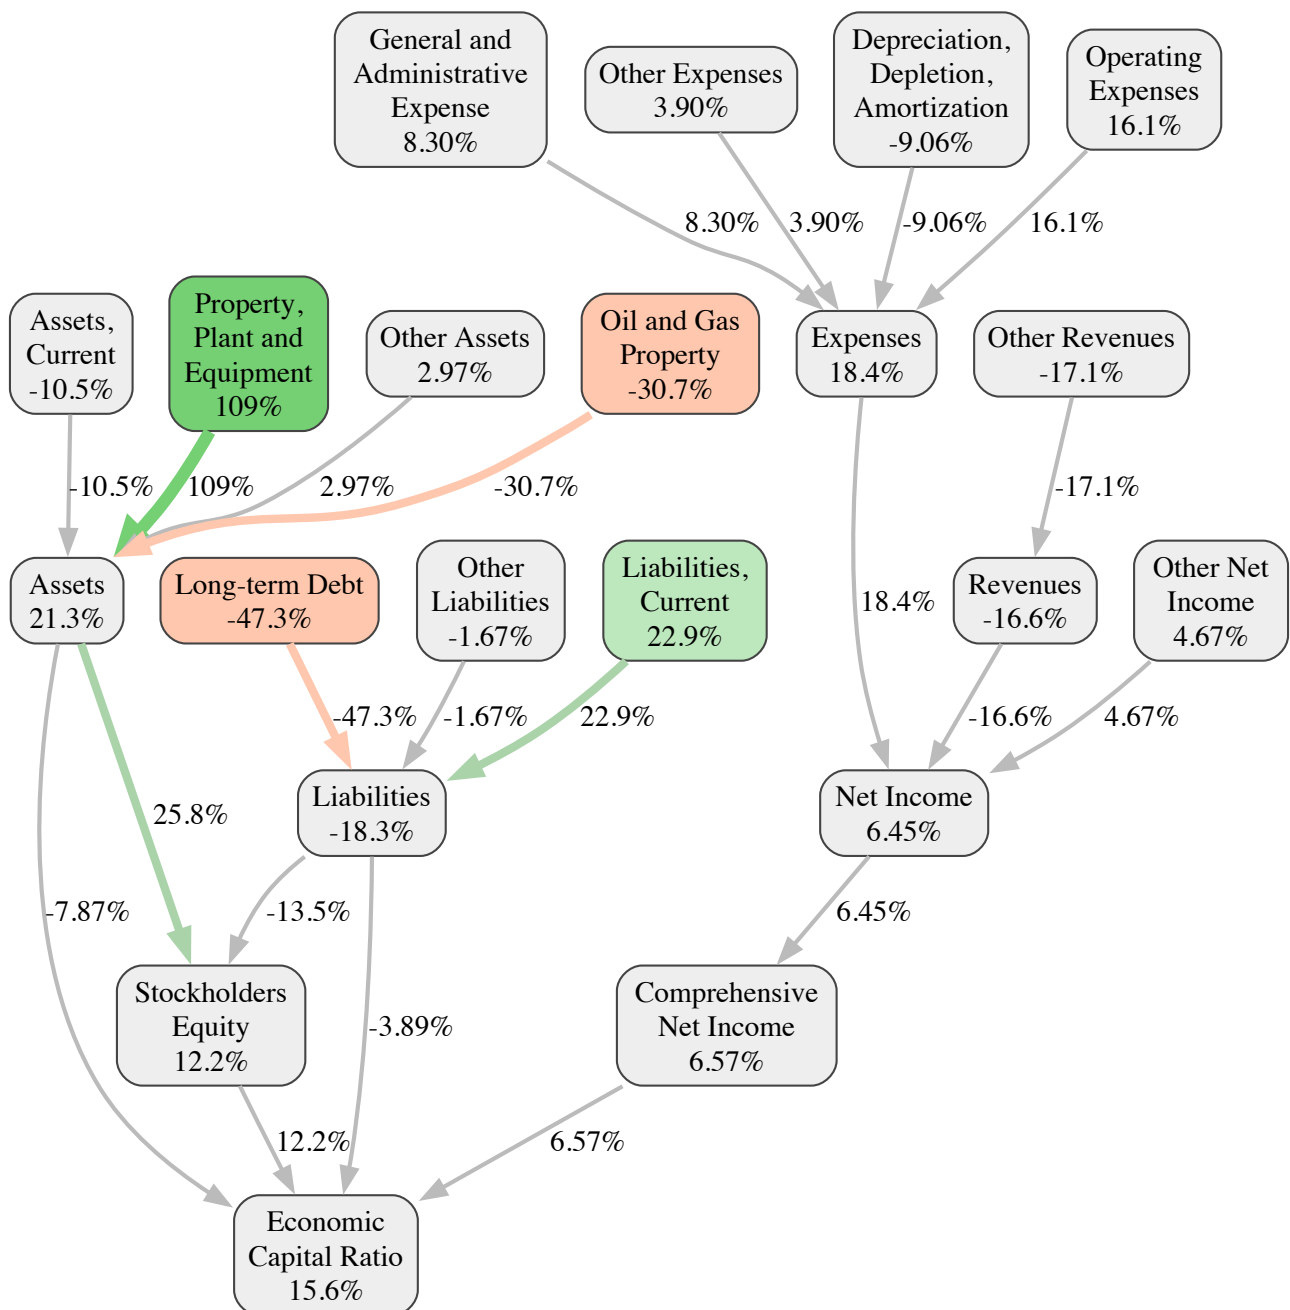 General and
Administrative
Expense
8.30%
Other Expenses
3.90%
Depreciation,
Depletion,
Amortization
-9.06%
Operating
Expenses
16.1%
8.30%
3.90%
-9.06%
16.1%
Assets,
Current
-10.5%
Property,
Plant and
Equipment
109%
Other Assets
2.97%
Oil and Gas
Property
-30.7%
Expenses
18.4%
Other Revenues
-17.1%
-10.5%
109%
2.97%
-30.7%
-17.1%
Assets
21.3%
Long-term Debt
-47.3%
Other
Liabilities
-1.67%
Liabilities,
Current
22.9%
18.4%
Revenues
-16.6%
Other Net
Income
4.67%
-47.3%
-1.67%
22.9%
-16.6%
4.67%
25.8%
Liabilities
-18.3%
Net Income
6.45%
-7.87%
-13.5%
6.45%
Stockholders
Equity
12.2%
-3.89%
Comprehensive
Net Income
6.57%
12.2%
6.57%
Economic
Capital Ratio
15.6%